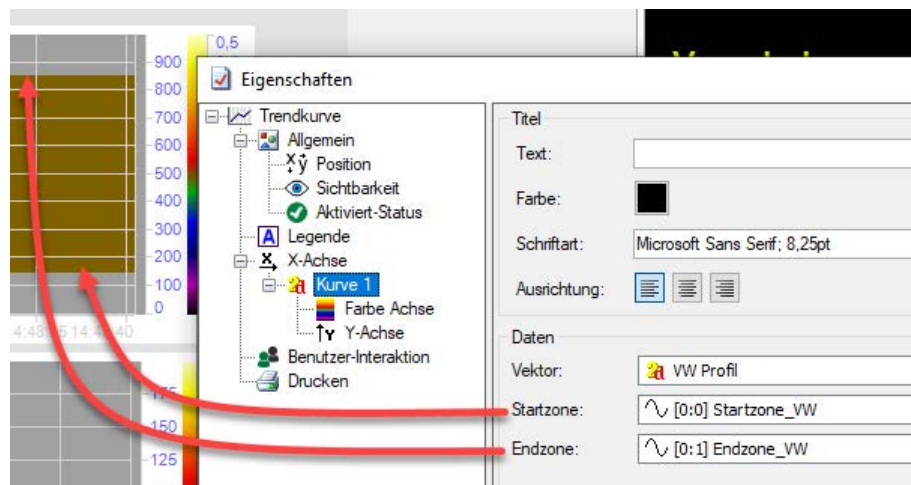 0,5
900
800
700
600
500
400
300
200
100
0
14:40
-150
-125
Eigenschaften
Trendkurve
Allgemein
Position
Sichtbarkeit
Aktiviert-Status
A Legende
X-Achse
Kurve 1
Farbe Achse
Y-Achse
Benutzer-Interaktion
Drucken
Titel
Text:
Farbe:
Schriftart: Microsoft Sans Serif; 8,25pt
Ausrichtung:
Daten
Vektor: VW Profil
Startzone: [0:0] Startzone_VW
Endzone: [0:1] Endzone_VW